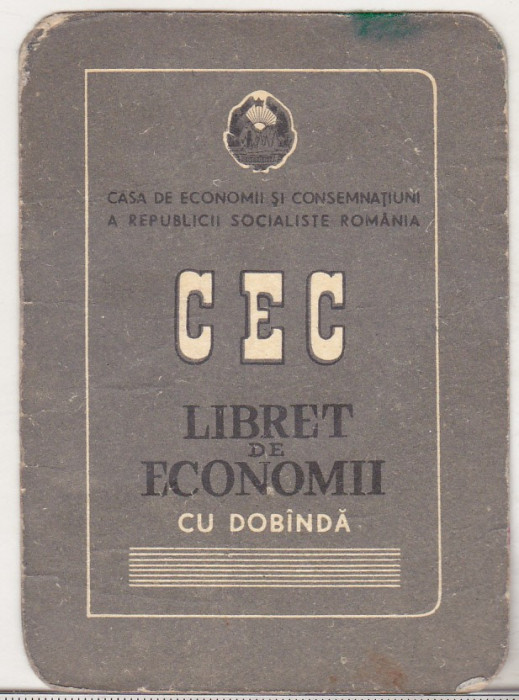 CASA DE ECONOMII ŞI CONSEMNAŢIUNI
A REPUBLICII SOCIALISTE ROMÂNIA
CEC
LIBRET
DE
ECONOMII
CU DOBÎNDĂ